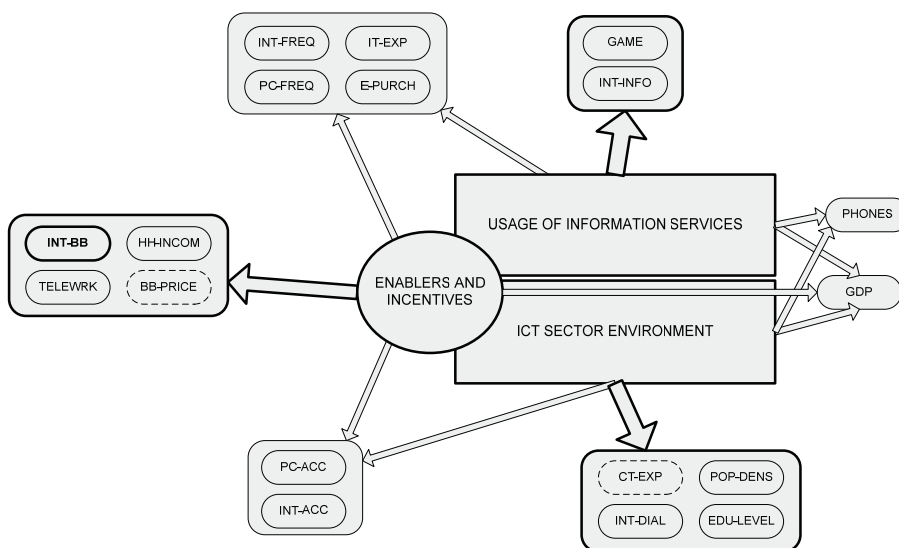 INT-FREQ
IT-EXP
PC-FREQ
E-PURCH
GAME
INT-INFO
USAGE OF INFORMATION SERVICES
PHONES
INT-BB
HH-INCOM
TELEWRK
BB-PRICE
ENABLERS AND
INCENTIVES
GDP
ICT SECTOR ENVIRONMENT
PC-ACC
INT-ACC
CT-EXP
POP-DENS
INT-DIAL
EDU-LEVEL